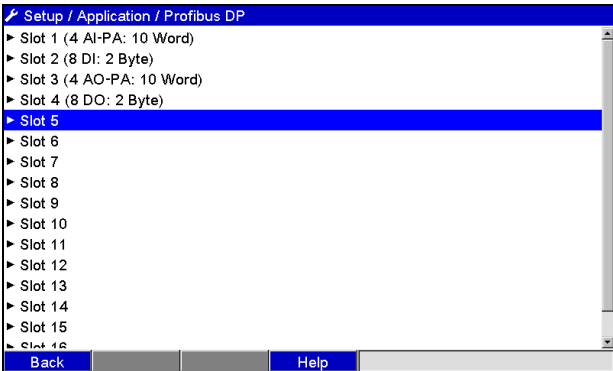 Setup / Application / Profibus DP
Slot 1 (4 AI-PA: 10 Word)
Slot 2 (8 DI: 2 Byte)
Slot 3 (4 AO-PA: 10 Word)
Slot 4 (8 DO: 2 Byte)
Slot 5
Slot 6
Slot 7
Slot 8
Slot 9
Slot 10
Slot 11
Slot 12
Slot 13
Slot 14
Slot 15
Slot 16
Back Help